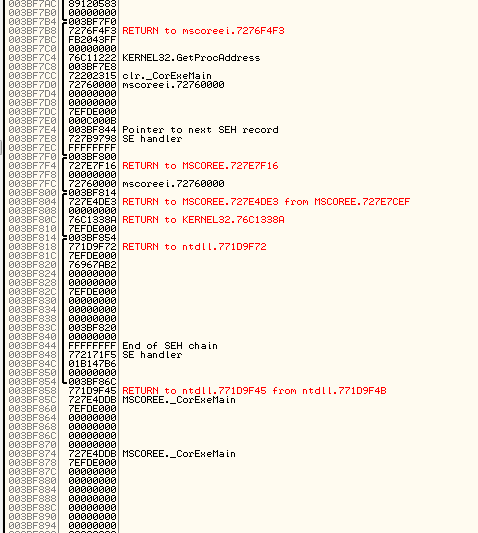 003BF7AC 89120583
003BF7B0 00000000
003BF7B4 003BF7F0
003BF7B8 7276F4F3 RETURN to mscoreei.7276F4F3
003BF7BC FB2043FF
003BF7C0 00000000
003BF7C4 76C11222 KERNEL32.GetProcAddress
003BF7C8 003BF7E8
003BF7CC 72202315 clr._CorExeMain
003BF7D0 72760000 mscoreei.72760000
003BF7D4 00000000
003BF7D8 00000000
003BF7DC 7EFDE000
003BF7E0 000C000B
003BF7E4 003BF844 Pointer to next SEH record
003BF7E8 727B9798 SE handler
003BF7EC FFFFFFFF
003BF7F0 003BF800
003BF7F4 727E7F16 RETURN to MSCOREE.727E7F16
003BF7F8 00000000
003BF7FC 72760000 mscoreei.72760000
003BF800 003BF814
003BF804 727E4DE3 RETURN to MSCOREE.727E4DE3 from MSCOREE.727E7CEF
003BF808 00000000
003BF80C 76C1338A RETURN to KERNEL32.76C1338A
003BF810 7EFDE000
003BF814 003BF854
003BF818 771D9F72 RETURN to ntdll.771D9F72
003BF81C 7EFDE000
003BF820 76967AB2
003BF824 00000000
003BF828 00000000
003BF82C 7EFDE000
003BF830 00000000
003BF834 00000000
003BF838 00000000
003BF83C 003BF820
003BF840 00000000
003BF844 FFFFFFFF End of SEH chain
003BF848 772171F5 SE handler
003BF84C 01B147B6
003BF850 00000000
003BF854 003BF86C
003BF858 771D9F45 RETURN to ntdll.771D9F45 from ntdll.771D9F4B
003BF85C 727E4DDB MSCOREE._CorExeMain
003BF860 7EFDE000
003BF864 00000000
003BF868 00000000
003BF86C 00000000
003BF870 00000000
003BF874 727E4DDB MSCOREE._CorExeMain
003BF878 7EFDE000
003BF87C 00000000
003BF880 00000000
003BF884 00000000
003BF888 00000000
003BF88C 00000000
003BF890 00000000
003BF894 00000000